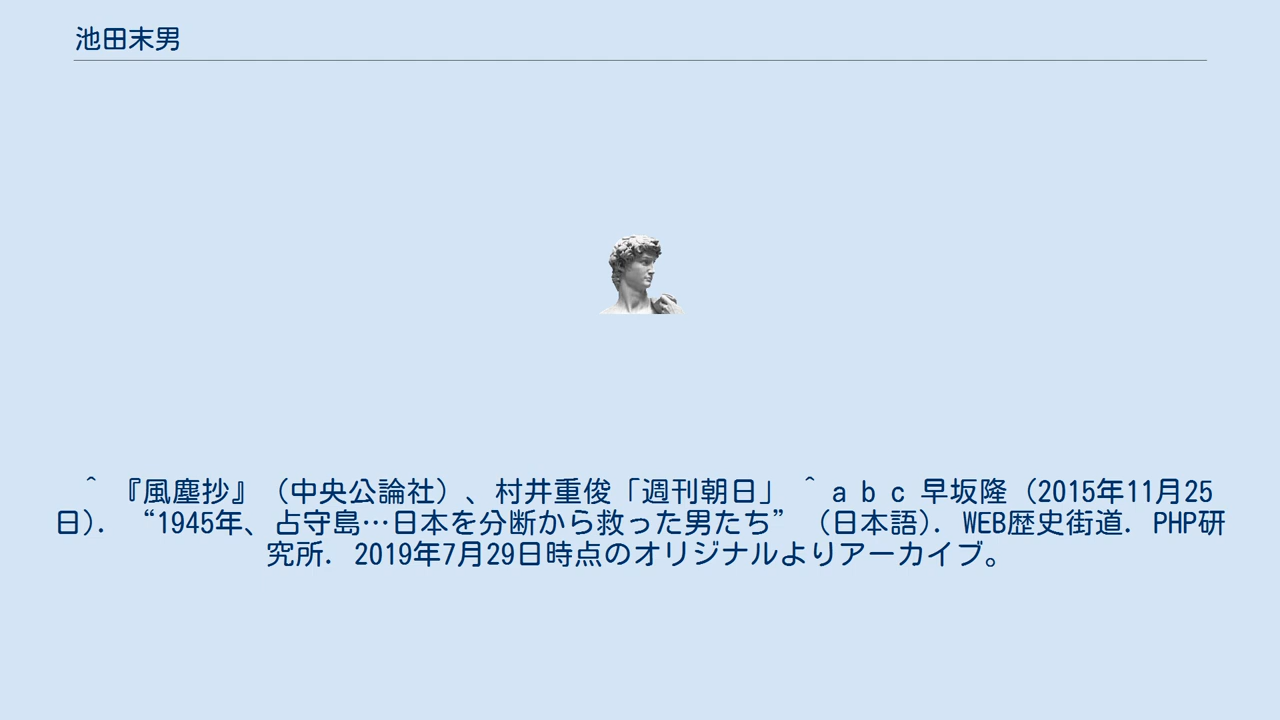 池田末男
^ 『風塵抄』（中央公論社）、村井重俊「週刊朝日」 ^ a b c 早坂隆（2015年11月25
日）. “1945年、占守島…日本を分断から救った男たち” （日本語）. WEB歴史街道. PHP研
究所. 2019年7月29日時点のオリジナルよりアーカイブ。